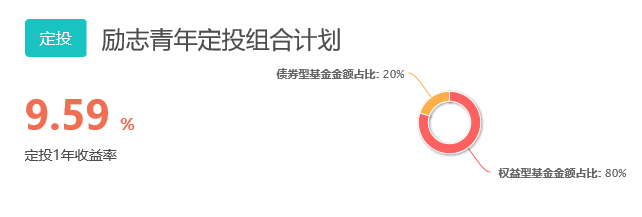 定投
励志青年定投组合计划
债券型基金金额占比: 20%
9.59 %
定投1年收益率
权益型基金金额占比: 80%